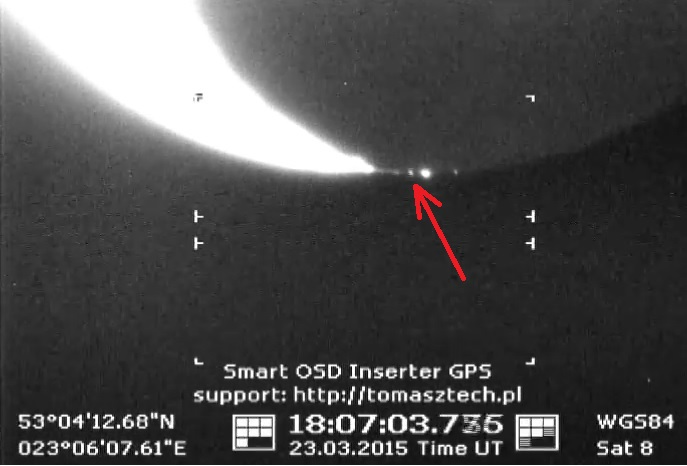 Smart OSD Inserter GPS
support: http://tomasztech.pl
53°04'12.68"N
023°06'07.61"E
18:07:03.7
23.03.2015 Time UT
WGS84
Sat 8